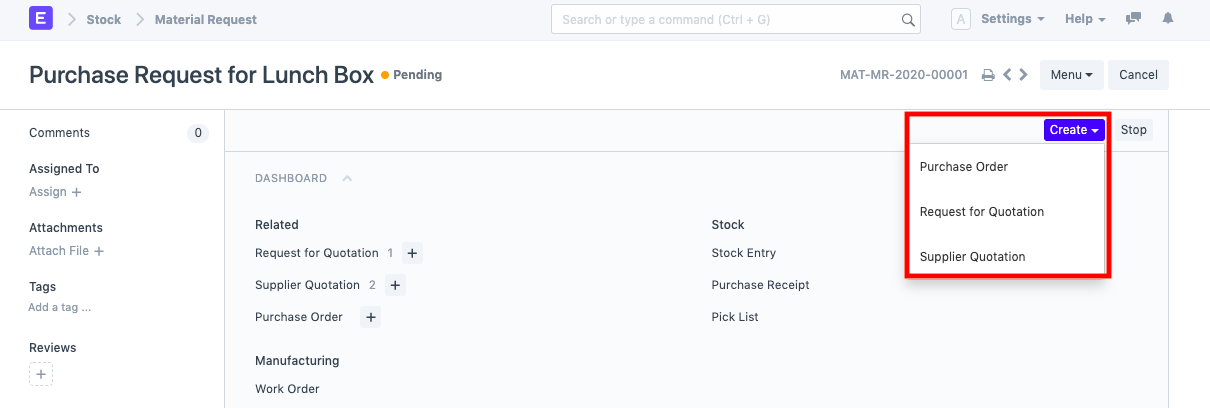 E Stock Material Request Search or type a command (Ctrl + G) A Settings Help
Purchase Request for Lunch Box Pending MAT-MR-2020-00001 Menu Cancel
Comments 0
Create Stop
Assigned To
Assign +
Attachments
Attach File +
Tags
Add a tag ...
Reviews
+
DASHBOARD
Related
Request for Quotation 1 +
Supplier Quotation 2 +
Purchase Order +
Manufacturing
Work Order
Stock
Stock Entry
Purchase Receipt
Pick List
Purchase Order
Request for Quotation
Supplier Quotation